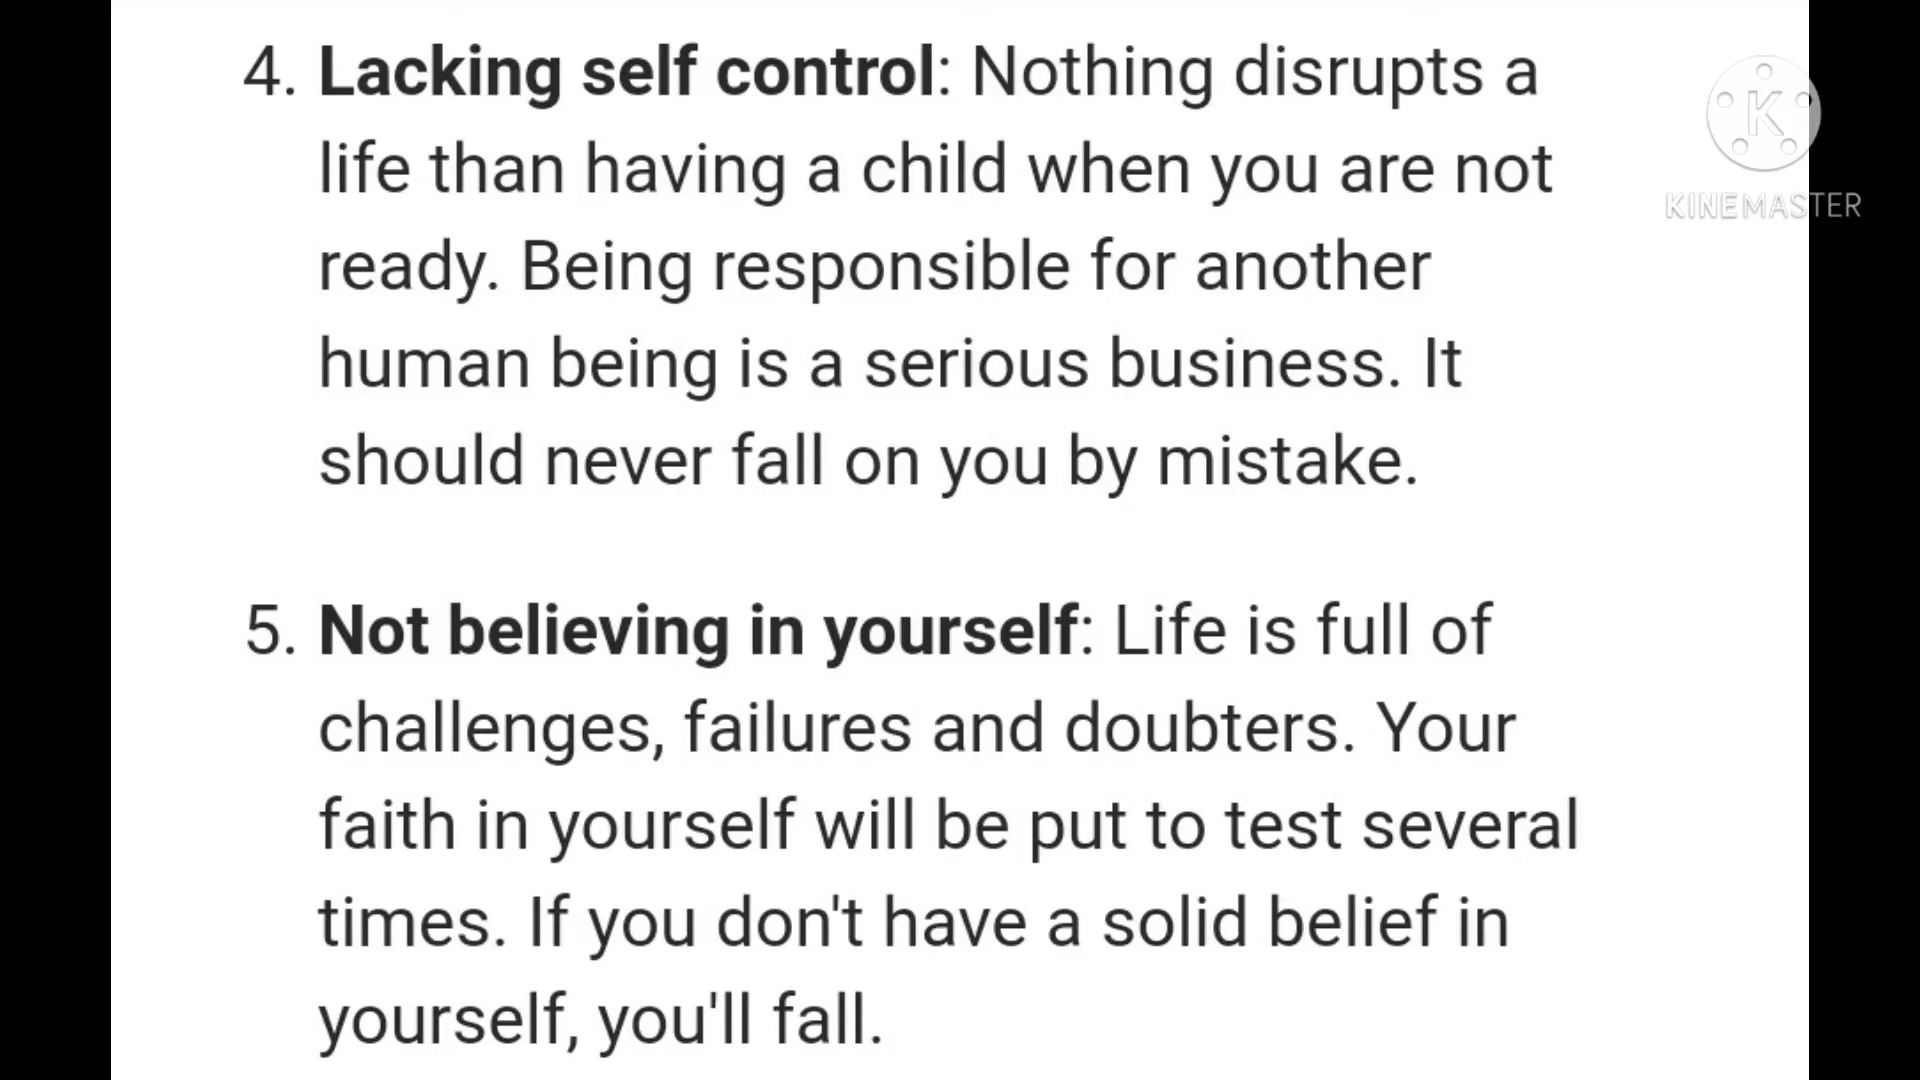 4. Lacking self control: Nothing disrupts a
life than having a child when you are not
ready. Being responsible for another
human being is a serious business. It
should never fall on you by mistake.
5. Not believing in yourself: Life is full of
challenges, failures and doubters. Your
faith in yourself will be put to test several
times. If you don't have a solid belief in
yourself, you'll fall.
K
KINEMASTER